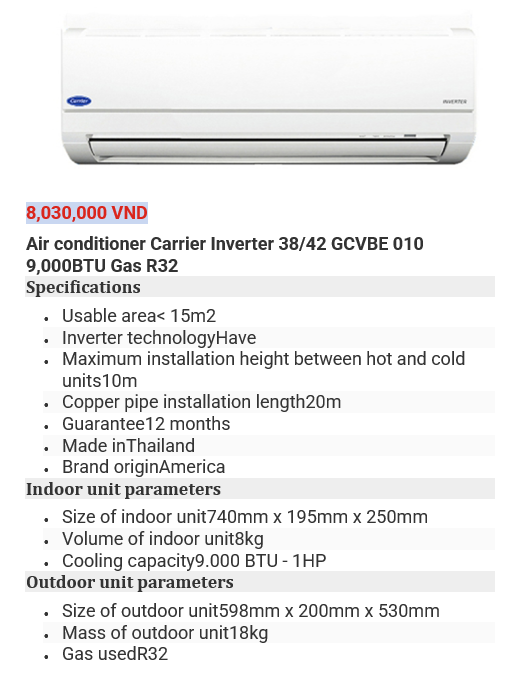 Carrier
INVERTER
8,030,000 VND
Air conditioner Carrier Inverter 38/42 GCVBE 010
9,000BTU Gas R32
Specifications
Usable area< 15m2
Inverter technologyHave
Maximum installation height between hot and cold
units10m
Copper pipe installation length20m
Guarantee12 months
Made inThailand
Brand originAmerica
Indoor unit parameters
Size of indoor unit740mm x 195mm x 250mm
Volume of indoor unit8kg
Cooling capacity9.000 BTU - 1HP
Outdoor unit parameters
Size of outdoor unit598mm x 200mm x 530mm
Mass of outdoor unit18kg
Gas usedR32